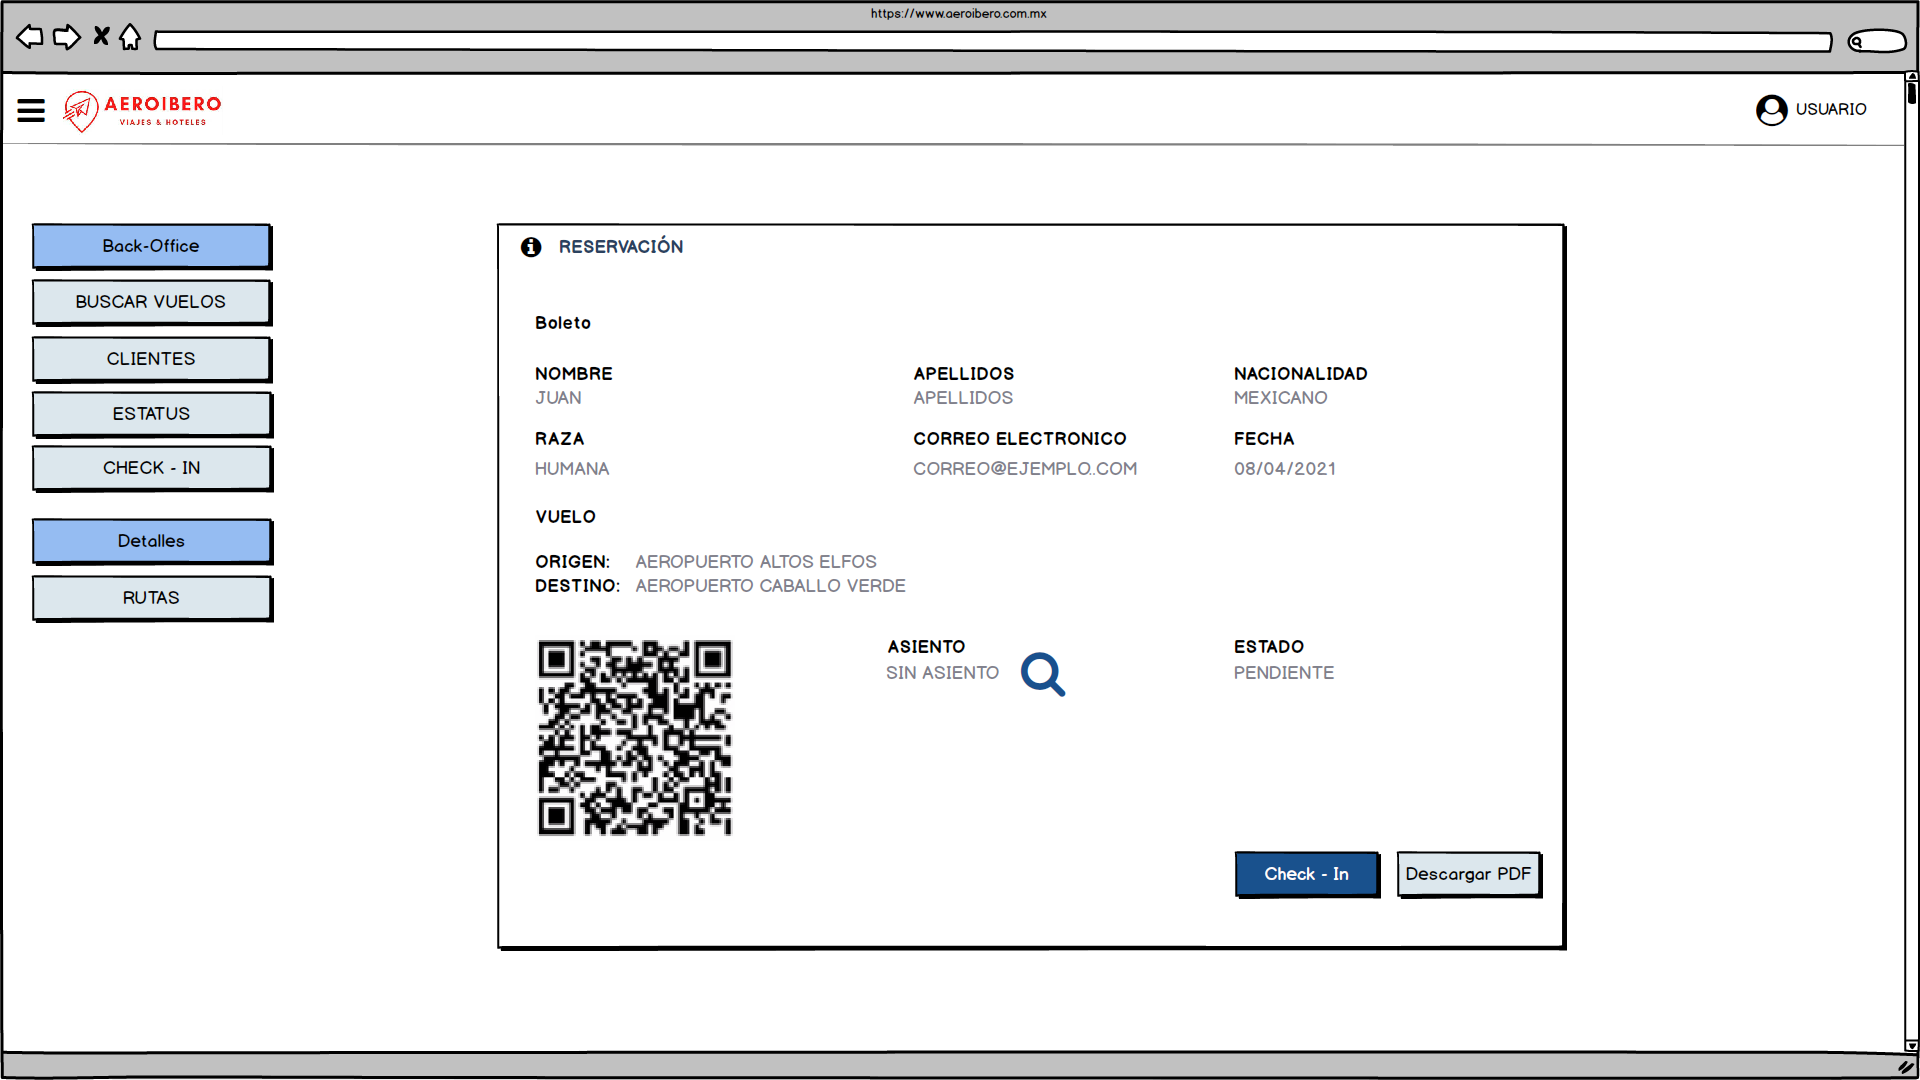 https://www.aeroibero.com.mx
AEROIBERO
VIAJES & HOTELES
USUARIO
Back-Office
BUSCAR VUELOS
CLIENTES
ESTATUS
CHECK - IN
Detalles
RUTAS
RESERVACIÓN
Boleto
NOMBRE APELLIDOS NACIONALIDAD
JUAN APELLIDOS MEXICANO
RAZA CORREO ELECTRONICO FECHA
HUMANA CORREO@EJEMPLO..COM 08/04/2021
VUELO
ORIGEN: AEROPUERTO ALTOS ELFOS
DESTINO: AEROPUERTO CABALLO VERDE
ASIENTO ESTADO
SIN ASIENTO PENDIENTE
Check - In Descargar PDF